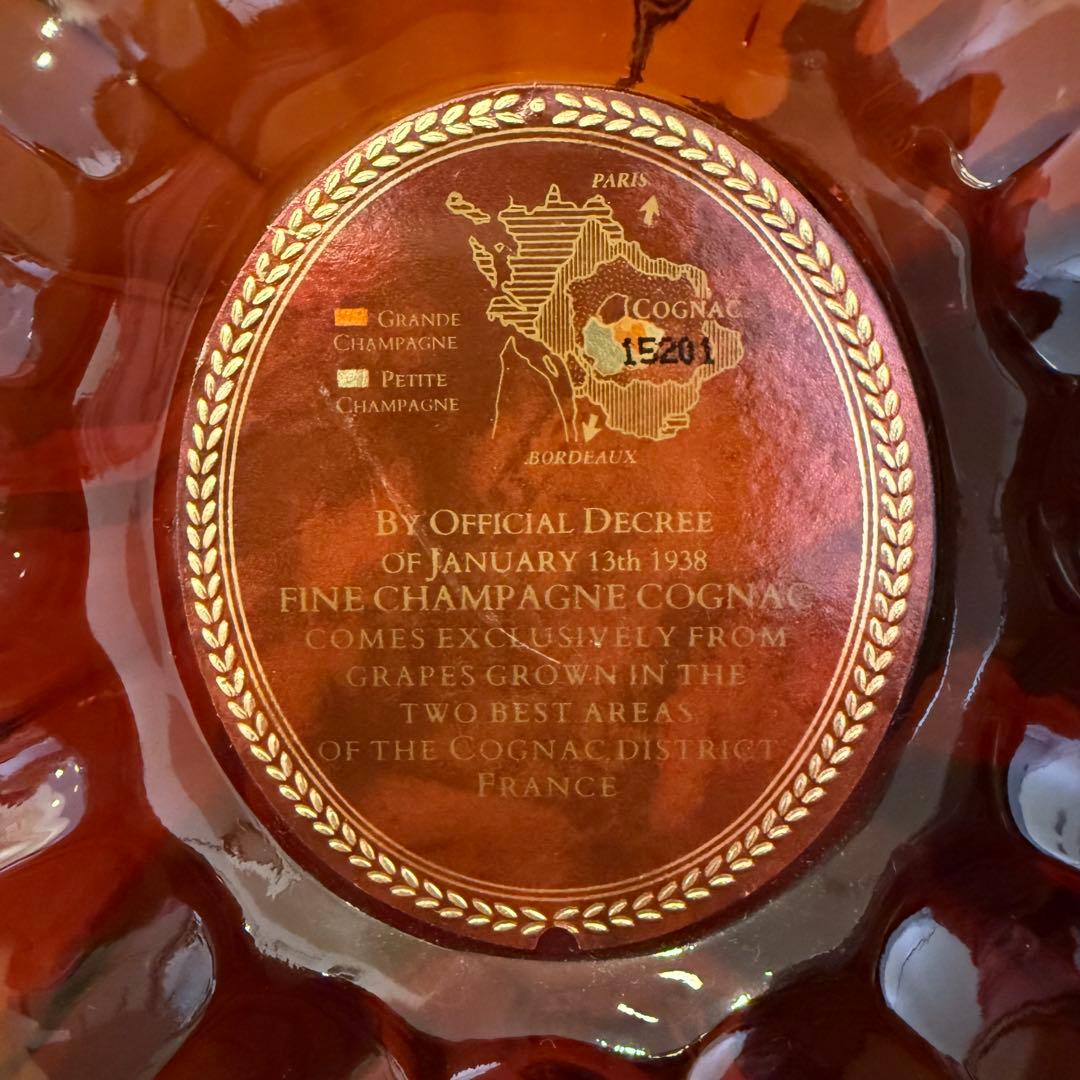 PARIS
COGNAC
15201
GRANDE
CHAMPAGNE
PETITE
CHAMPAGNE
BORDEAUX
BY OFFICIAL DECREE
OF JANUARY 13th 1938
FINE CHAMPAGNE COGNAC
COMES EXCLUSIVELY FROM
GRAPES GROWN IN THE
TWO BEST AREAS
OF THE COGNAC DISTRICT
FRANCE